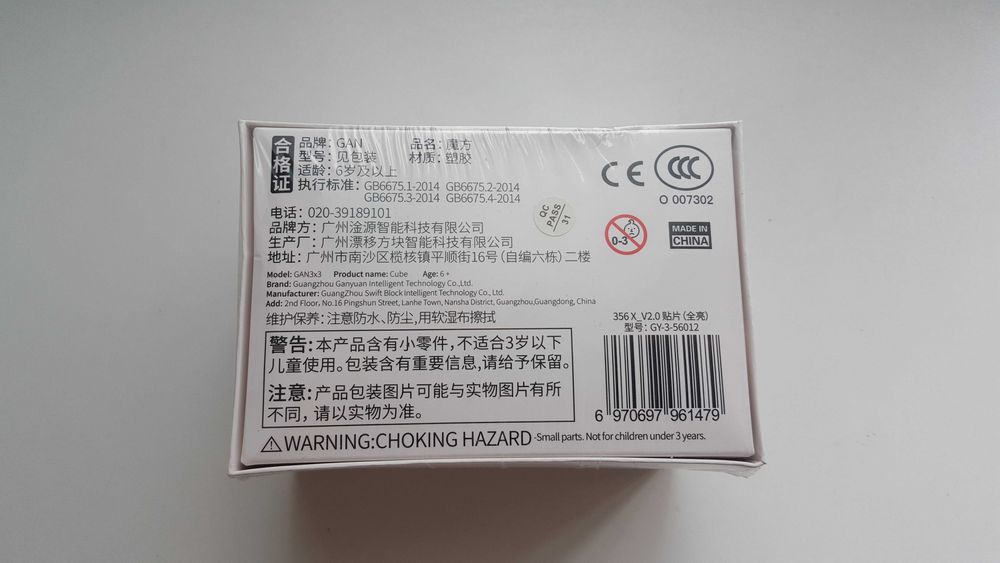 合格证
品牌: GAN 品名: 魔方
型号: 见包装 材质: 塑胶
适龄: 6岁及以上
执行标准: GB6675.1-2014 GB6675.2-2014
GB6675.3-2014 GB6675.4-2014
电话: 020-39189101
品牌方: 广州淦源智能科技有限公司
生产厂: 广州漂移方块智能科技有限公司
地址: 广州市南沙区榄核镇平顺街16号(自编六栋)二楼
Model: GAN3x3 Product name: Cube Age: 6 +
Brand: Guangzhou Ganyuan Intelligent Technology Co.,Ltd.
Manufacturer: GuangZhou Swift Block Intelligent Technology Co., Ltd.
Add: 2nd Floor, No.16 Pingshun Street, Lanhe Town, Nansha District, Guangzhou,Guangdong, China
维护保养: 注意防水、防尘,用软湿布擦拭
警告: 本产品含有小零件,不适合3岁以下
儿童使用。包装含有重要信息,请给予保留。
注意: 产品包装图片可能与实物图片有所
不同,请以实物为准。
WARNING:CHOKING HAZARD -Small parts. Not for children under 3 years.
QC
PASS
31
CE
CCC
O 007302
0-3
MADE IN
CHINA
356 X_V2.0 贴片(全亮)
型号: GY-3-56012
6 970697 961479